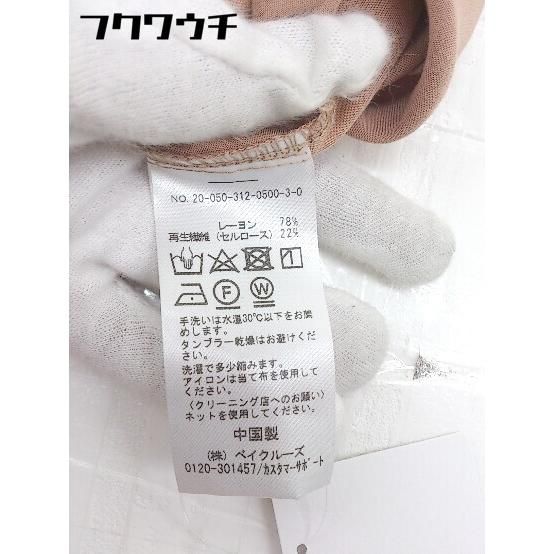 フクウウチ
NO. 20-050-312-0500-3-0
レーヨン 78%
再生繊維 (セルロース) 22%
F W
手洗いは水温30℃以下をお薦
めします。
タンブラー乾燥はお避けくだ
さい。
洗濯で多少縮みます。
アイロンは当て布を使用して
ください。
〈クリーニング店へのお願い〉
ネットを使用してください。
中国製
(株) ベイクルーズ
0120-301457/カスタマーサポート